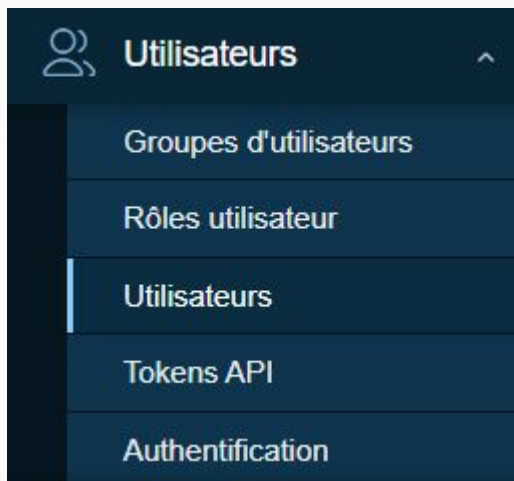 Utilisateurs
Groupes d'utilisateurs
Rôles utilisateur
Utilisateurs
Tokens API
Authentification